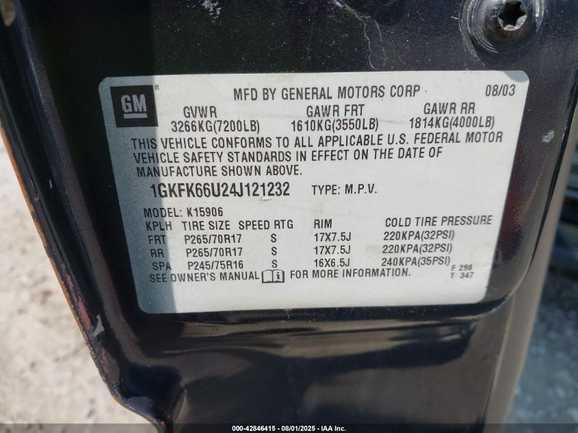 GM
MFD BY GENERAL MOTORS CORP 08/03
GVWR GAWR FRT GAWR RR
3266KG(7200LB) 1610KG(3550LB) 1814KG(4000LB)
THIS VEHICLE CONFORMS TO ALL APPLICABLE U.S. FEDERAL MOTOR
VEHICLE SAFETY STANDARDS IN EFFECT ON THE DATE OF
MANUFACTURE SHOWN ABOVE.
1GKFK66U24J121232 TYPE: M.P.V.
MODEL: K15906
KPLH TIRE SIZE SPEED RTG RIM COLD TIRE PRESSURE
FRT P265/70R17 S 17X7.5J 220KPA(32PSI)
RR P265/70R17 S 17X7.5J 220KPA(32PSI)
SPA P245/75R16 S 16X6.5J 240KPA(35PSI)
SEE OWNER'S MANUAL FOR MORE INFORMATION.
F 298
T 347
000-42846415 - 08/01/2025 - IAAI.COM